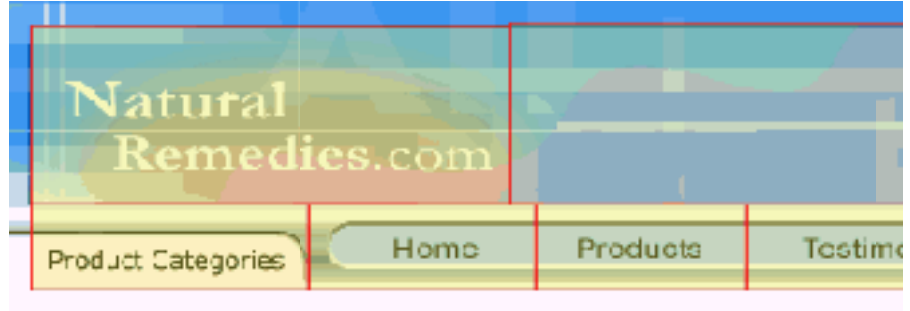 Natural
Remedies.com
Product Categories
Home
Products